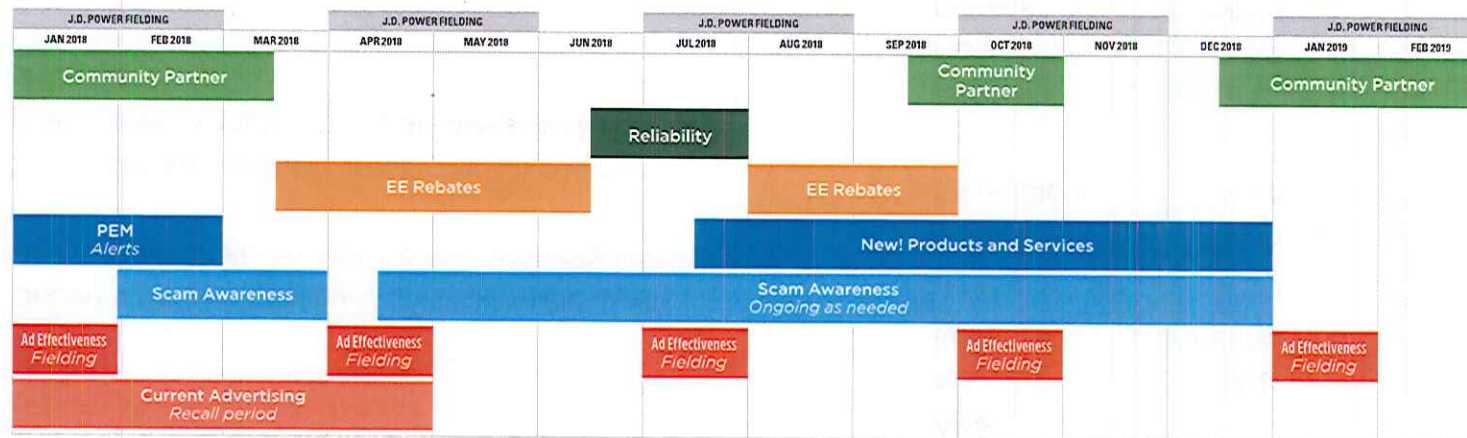 J.D. POWER FIELDING J.D. POWER FIELDING J.D. POWER FIELDING J.D. POWER FIELDING J.D. POWER FIELDING
JAN 2018 FEB 2018 MAR 2018 APR 2018 MAY 2018 JUN 2018 JUL 2018 AUG 2018 SEP 2018 OCT 2018 NOV 2018 DEC 2018 JAN 2019 FEB 2019
Community Partner
Community
Partner
Community Partner
Reliability
EE Rebates EE Rebates
PEM
Alerts
New! Products and Services
Scam Awareness
Scam Awareness
Ongoing as needed
Ad Effectiveness Ad Effectiveness Ad Effectiveness Ad Effectiveness Ad Effectiveness
Fielding Fielding Fielding Fielding Fielding
Current Advertising
Recall period